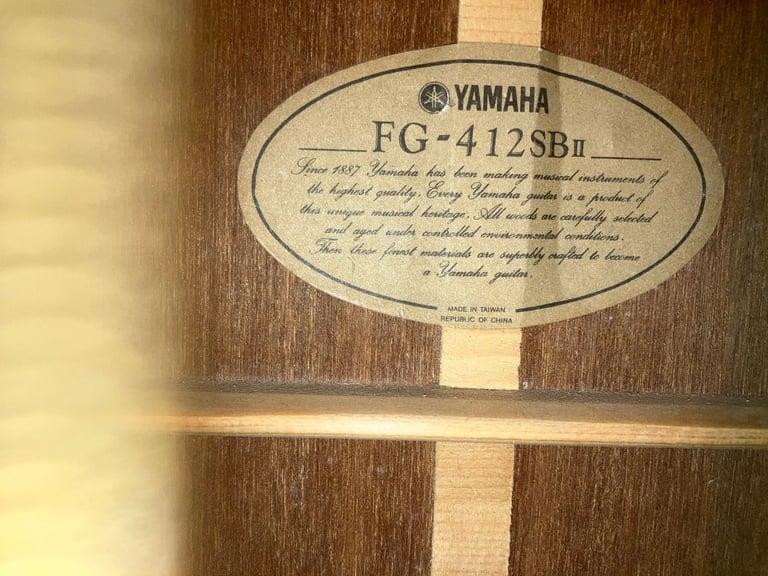 YAMAHA
FG-412SBII
Since 1887 Yamaha has been making musical instruments of
the highest quality. Every Yamaha guitar is a product of
this unique musical heritage. All woods are carefully selected
and aged under controlled environmental conditions.
Then these finest materials are superbly crafted to become
a Yamaha guitar.
MADE IN TAIWAN
REPUBLIC OF CHINA